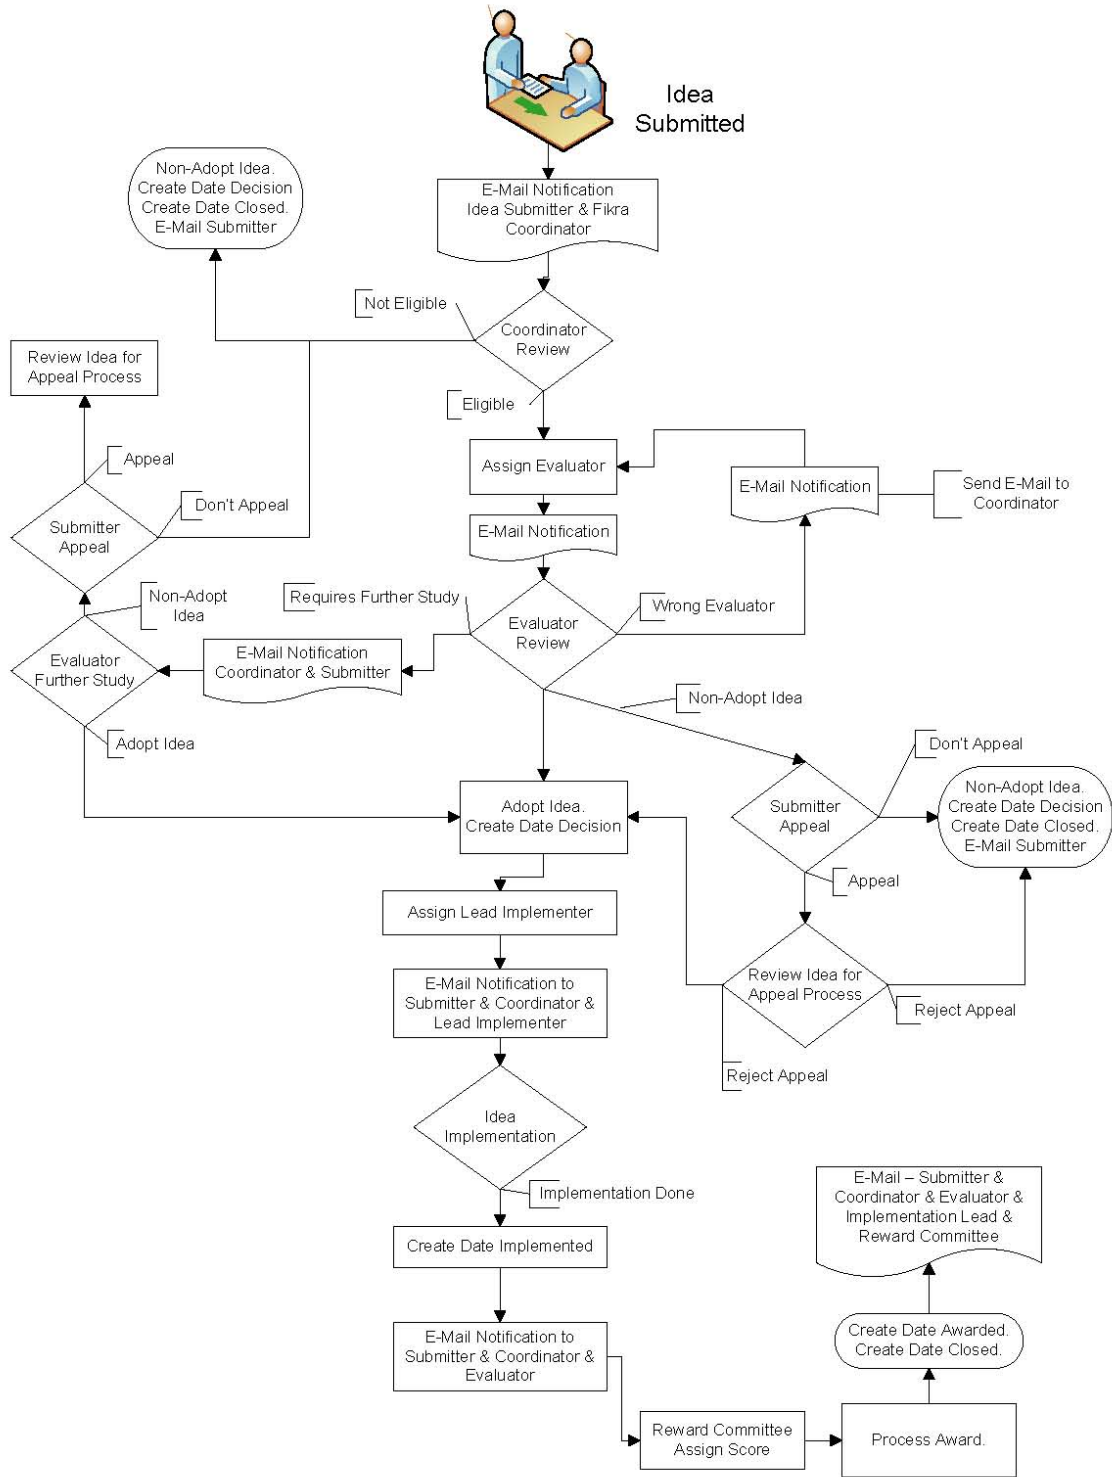 Idea
Submitted
Non-Adopt Idea.
Create Date Decision
Create Date Closed.
E-Mail Submitter
E-Mail Notification
Idea Submitter & Fikra
Coordinator
Not Eligible
Coordinator
Review
Review Idea for
Appeal Process
Eligible
Appeal
Assign Evaluator
E-Mail Notification
Send E-Mail to
Coordinator
Don't Appeal
Submitter
Appeal
E-Mail Notification
Non-Adopt
Idea
Requires Further Study
Wrong Evaluator
Evaluator
Review
Evaluator
Further Study
E-Mail Notification
Coordinator & Submitter
Non-Adopt Idea
Adopt Idea
Don't Appeal
Adopt Idea.
Create Date Decision
Submitter
Appeal
Non-Adopt Idea.
Create Date Decision
Create Date Closed.
E-Mail Submitter
Appeal
Assign Lead Implementer
Review Idea for
Appeal Process
E-Mail Notification to
Submitter & Coordinator &
Lead Implementer
Reject Appeal
Reject Appeal
Idea
Implementation
Implementation Done
E-Mail – Submitter &
Coordinator & Evaluator &
Implementation Lead &
Reward Committee
Create Date Implemented
E-Mail Notification to
Submitter & Coordinator &
Evaluator
Create Date Awarded.
Create Date Closed.
Reward Committee
Assign Score
Process Award.